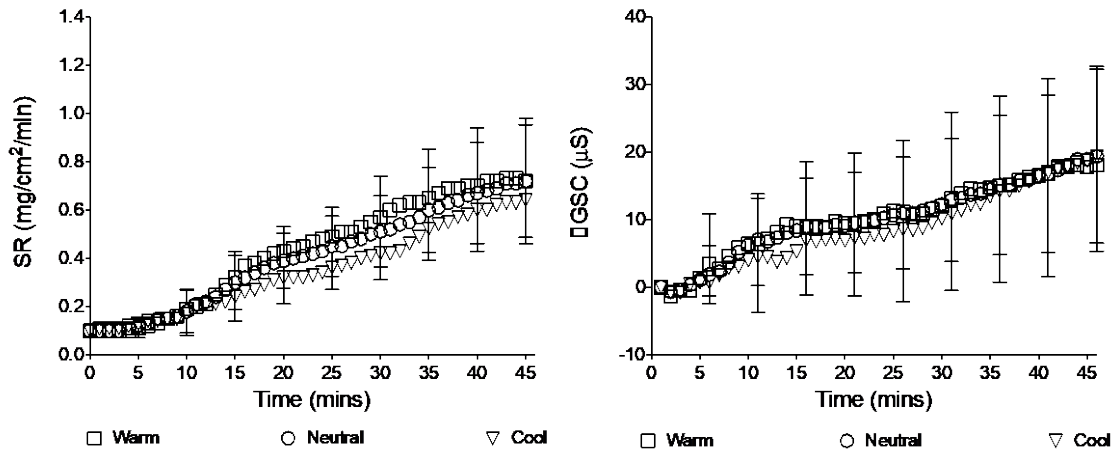 1.4
1.2
1.0
0.8
0.6
0.4
0.2
0.0
SR (mg/cm²/min)
0 5 10 15 20 25 30 35 40 45
Time (mins)
Warm Neutral Cool
40
30
20
10
0
-10
▯GSC (µS)
0 5 10 15 20 25 30 35 40 45
Time (mins)
Warm Neutral Cool